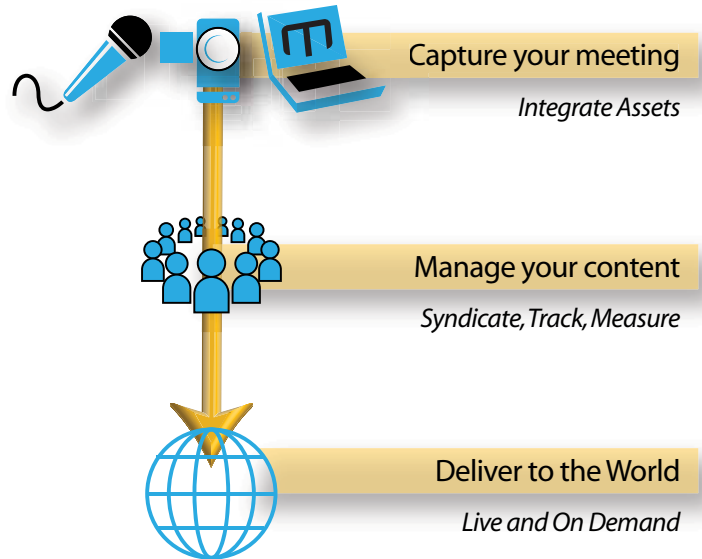 Capture your meeting
Integrate Assets
Manage your content
Syndicate, Track, Measure
Deliver to the World
Live and On Demand